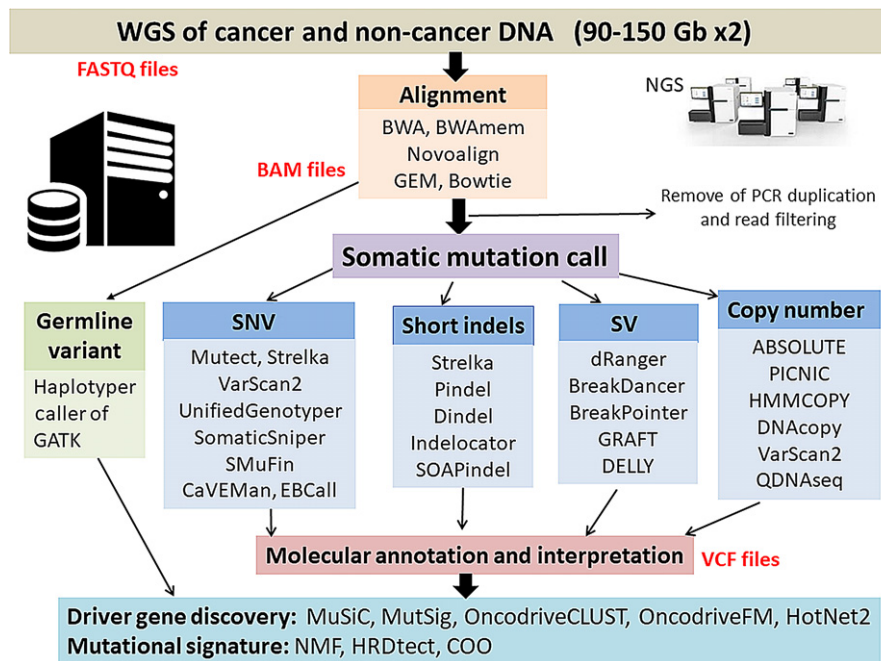 WGS of cancer and non-cancer DNA (90-150 Gb x2)
FASTQ files
NGS
Alignment
BWA, BWAmem
Novoalign
GEM, Bowtie
BAM files
Remove of PCR duplication
and read filtering
Somatic mutation call
Germline
variant
Haplotyper
caller of
GATK
SNV
Mutect, Strelka
VarScan2
UnifiedGenotyper
SomaticSniper
SMuFin
CaVEMan, EBCall
Short indels
Strelka
Pindel
Dindel
Indelocator
SOAPindel
SV
dRanger
BreakDancer
BreakPointer
GRAFT
DELLY
Copy number
ABSOLUTE
PICNIC
HMMCOPY
DNAcopy
VarScan2
QDNAseq
Molecular annotation and interpretation
VCF files
Driver gene discovery: MuSiC, MutSig, OncodriveCLUST, OncodriveFM, HotNet2
Mutational signature: NMF, HRDtect, COO